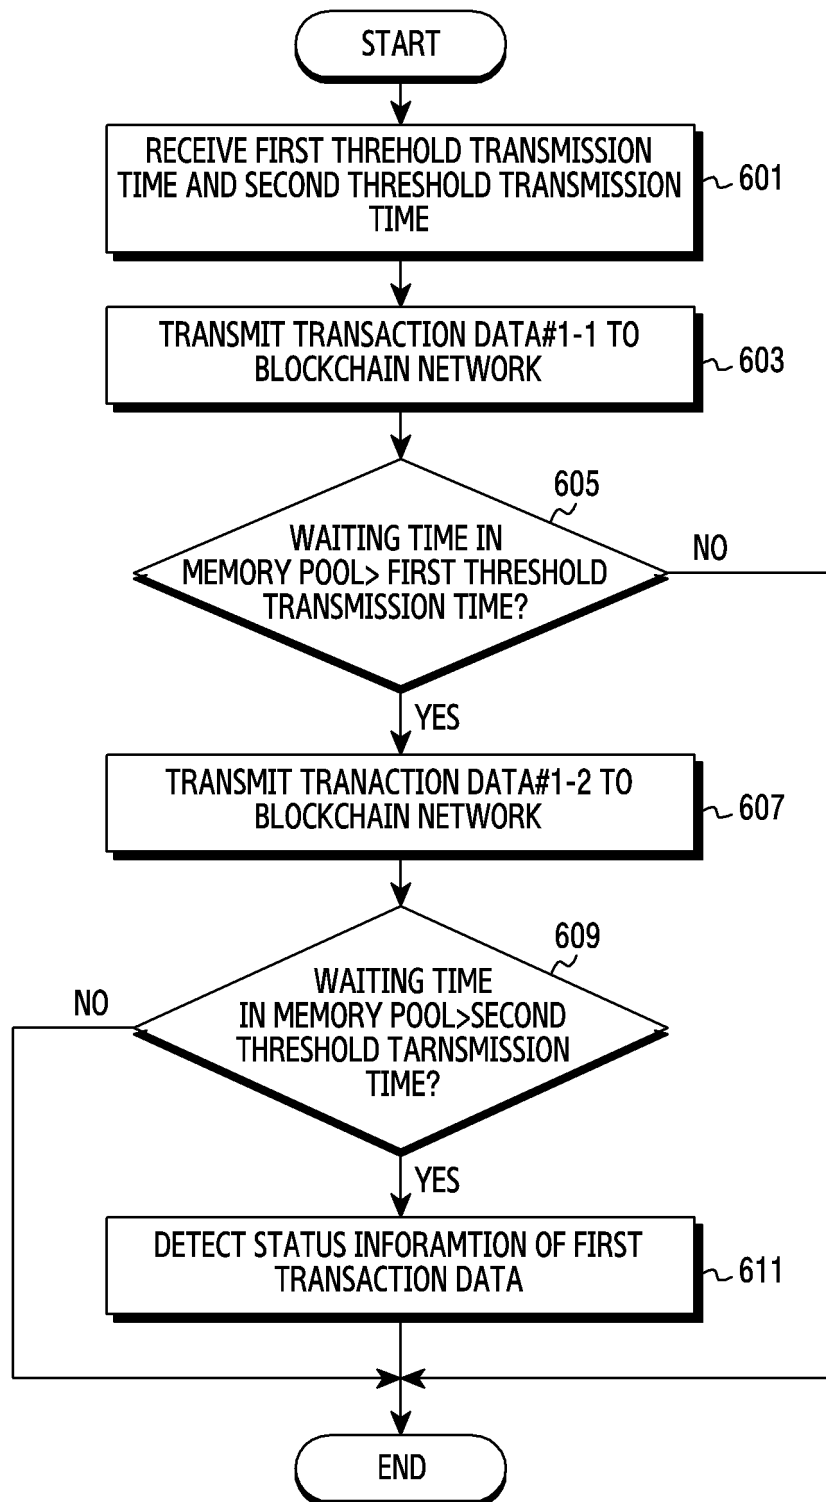 START
RECEIVE FIRST THREHOLD TRANSMISSION
TIME AND SECOND THRESHOLD TRANSMISSION
TIME
601
TRANSMIT TRANSACTION DATA#1-1 TO
BLOCKCHAIN NETWORK
603
605
WAITING TIME IN
MEMORY POOL> FIRST THRESHOLD
TRANSMISSION TIME?
NO
YES
TRANSMIT TRANACTION DATA#1-2 TO
BLOCKCHAIN NETWORK
607
609
NO
WAITING TIME
IN MEMORY POOL>SECOND
THRESHOLD TARNSMISSION
TIME?
YES
DETECT STATUS INFORAMTION OF FIRST
TRANSACTION DATA
611
END